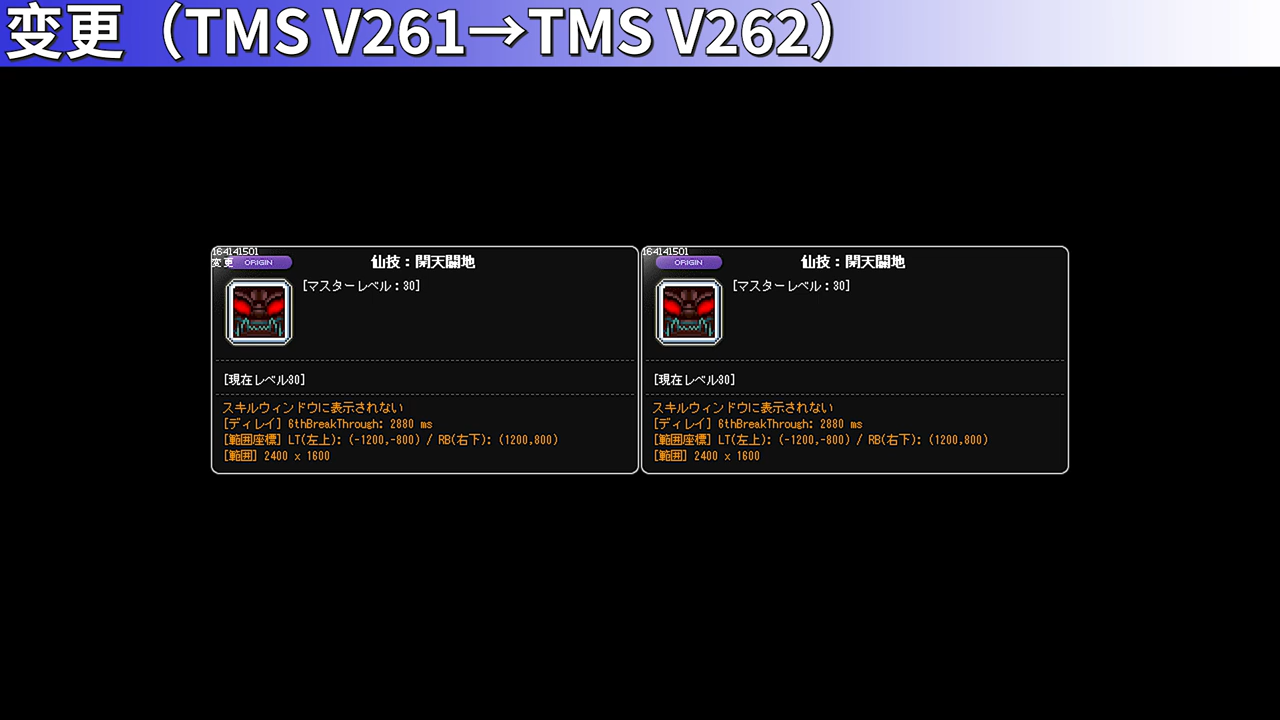 変更（TMS V261→TMS V262）
164141501
変更 ORIGIN
仙技：開天闢地
[マスターレベル：30]
[現在レベル30]
スキルウィンドウに表示されない
[ディレイ] 6thBreakThrough: 2880 ms
[範囲座標] LT(左上): (-1200,-800) / RB(右下): (1200,800)
[範囲] 2400 x 1600
164141501
ORIGIN
仙技：開天闢地
[マスターレベル：30]
[現在レベル30]
スキルウィンドウに表示されない
[ディレイ] 6thBreakThrough: 2880 ms
[範囲座標] LT(左上): (-1200,-800) / RB(右下): (1200,800)
[範囲] 2400 x 1600